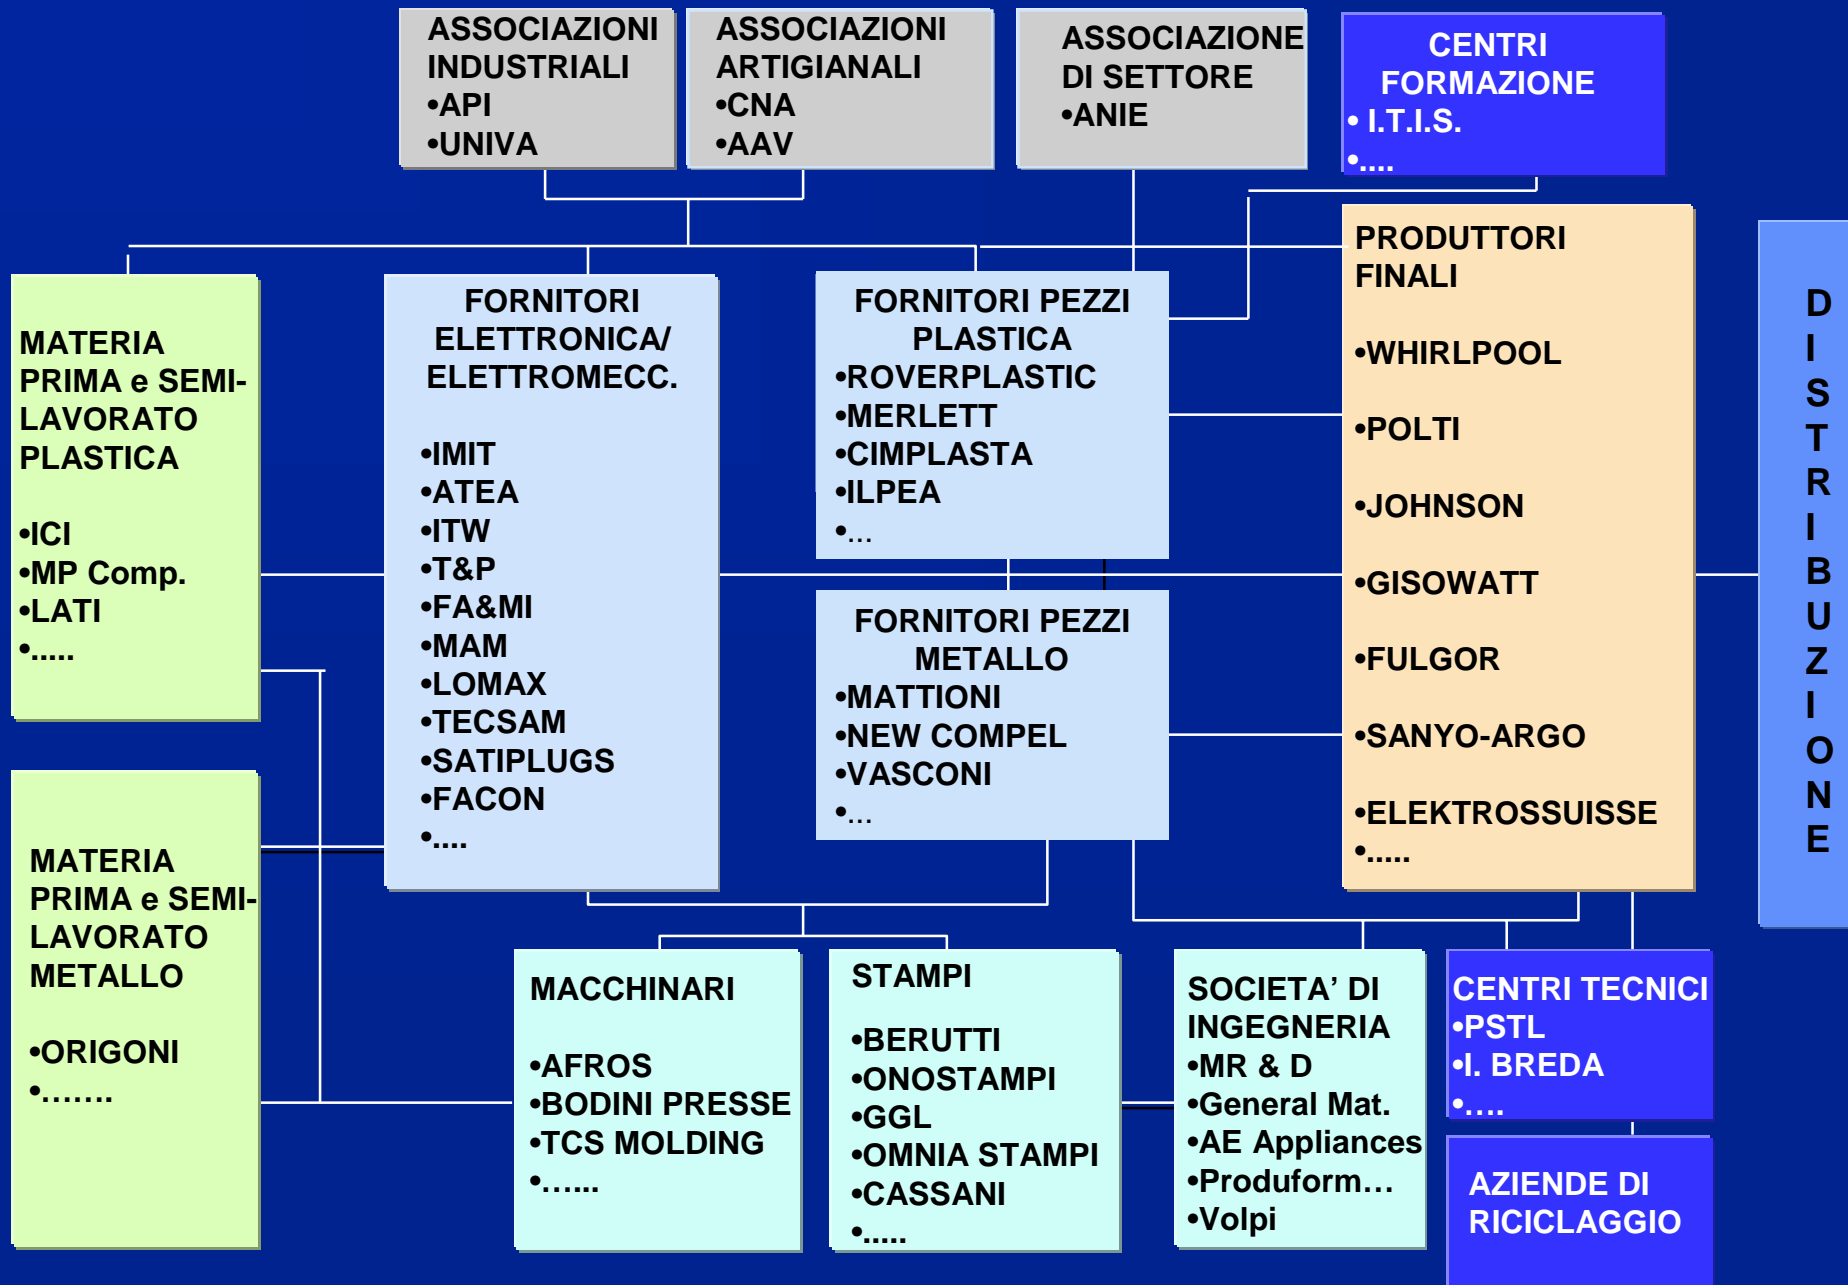 ASSOCIAZIONI
INDUSTRIALI
•API
•UNIVA
ASSOCIAZIONI
ARTIGIANALI
•CNA
•AAV
ASSOCIAZIONE
DI SETTORE
•ANIE
CENTRI
FORMAZIONE
• I.T.I.S.
•....
MATERIA
PRIMA e SEMI-
LAVORATO
PLASTICA
•ICI
•MP Comp.
•LATI
•.....
FORNITORI
ELETTRONICA/
ELETTROMECC.
•IMIT
•ATEA
•ITW
•T&P
•FA&MI
•MAM
•LOMAX
•TECSAM
•SATIPLUGS
•FACON
•....
FORNITORI PEZZI
PLASTICA
•ROVERPLASTIC
•MERLETT
•CIMPLASTA
•ILPEA
•...
FORNITORI PEZZI
METALLO
•MATTIONI
•NEW COMPEL
•VASCONI
•...
PRODUTTORI
FINALI
•WHIRLPOOL
•POLTI
•JOHNSON
•GISOWATT
•FULGOR
•SANYO-ARGO
•ELEKTROSSUISSE
•.....
D
I
S
T
R
I
B
U
Z
I
O
N
E
MATERIA
PRIMA e SEMI-
LAVORATO
METALLO
•ORIGONI
•…….
MACCHINARI
•AFROS
•BODINI PRESSE
•TCS MOLDING
•…...
STAMPI
•BERUTTI
•ONOSTAMPI
•GGL
•OMNIA STAMPI
•CASSANI
•.....
SOCIETA’ DI
INGEGNERIA
•MR & D
•General Mat.
•AE Appliances
•Produform…
•Volpi
CENTRI TECNICI
•PSTL
•I. BREDA
•….
AZIENDE DI
RICICLAGGIO